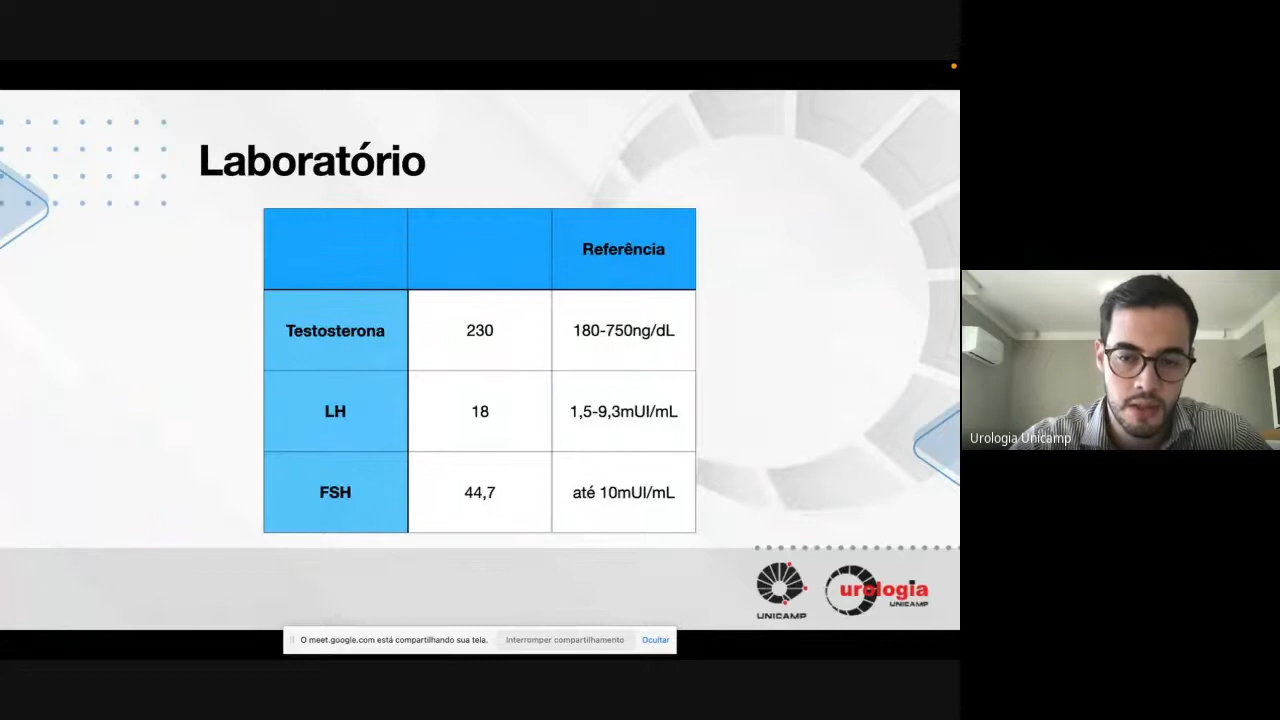 Laboratório
Referência
Testosterona 230 180-750ng/dL
LH 18 1,5-9,3mUI/mL
FSH 44,7 até 10mUI/mL
UNICAMP
urologia
UNICAMP
O meet.google.com está compartilhando sua tela. Interromper compartilhamento Ocultar
Urologia Unicamp